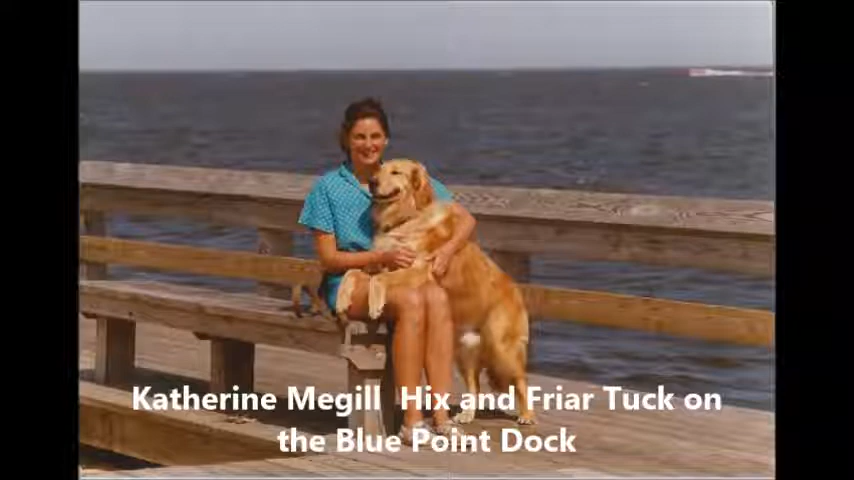 Katherine Megill Hix and Friar Tuck on
the Blue Point Dock